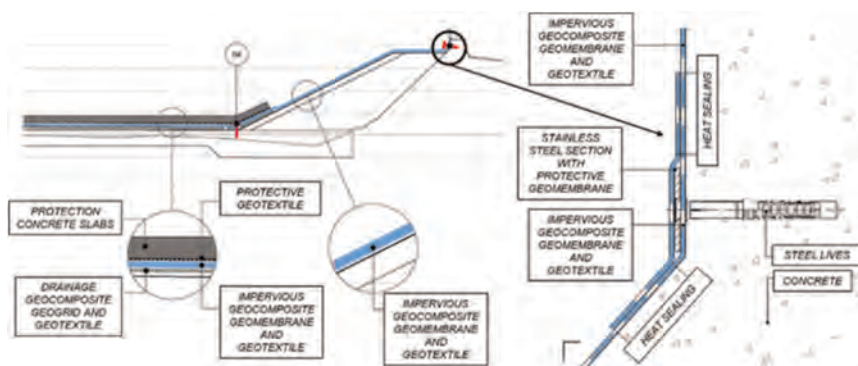 IMPERVIOUS
GEOCOMPOSITE
GEOMEMBRANE
AND
GEOTEXTILE
HEAT SEALING
STAINLESS
STEEL SECTION
WITH
PROTECTIVE
GEOMEMBRANE
PROTECTIVE
GEOTEXTILE
PROTECTION
CONCRETE SLABS
IMPERVIOUS
GEOCOMPOSITE
GEOMEMBRANE
AND
GEOTEXTILE
STEEL LIVES
CONCRETE
DRAINAGE
GEOCOMPOSITE
GEOGRID AND
GEOTEXTILE
IMPERVIOUS
GEOCOMPOSITE
GEOMEMBRANE
AND
GEOTEXTILE
IMPERVIOUS
GEOCOMPOSITE
GEOMEMBRANE
AND
GEOTEXTILE
HEAT SEALING